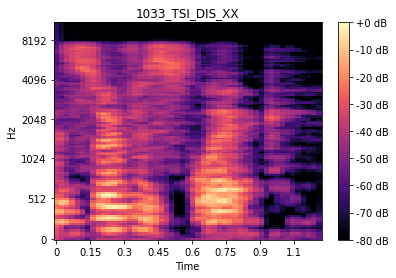 1033_TSI_DIS_XX
Hz
8192
4096
2048
1024
512
0
0 0.15 0.3 0.45 0.6 0.75 0.9 1.1
Time
+0 dB
-10 dB
-20 dB
-30 dB
-40 dB
-50 dB
-60 dB
-70 dB
-80 dB